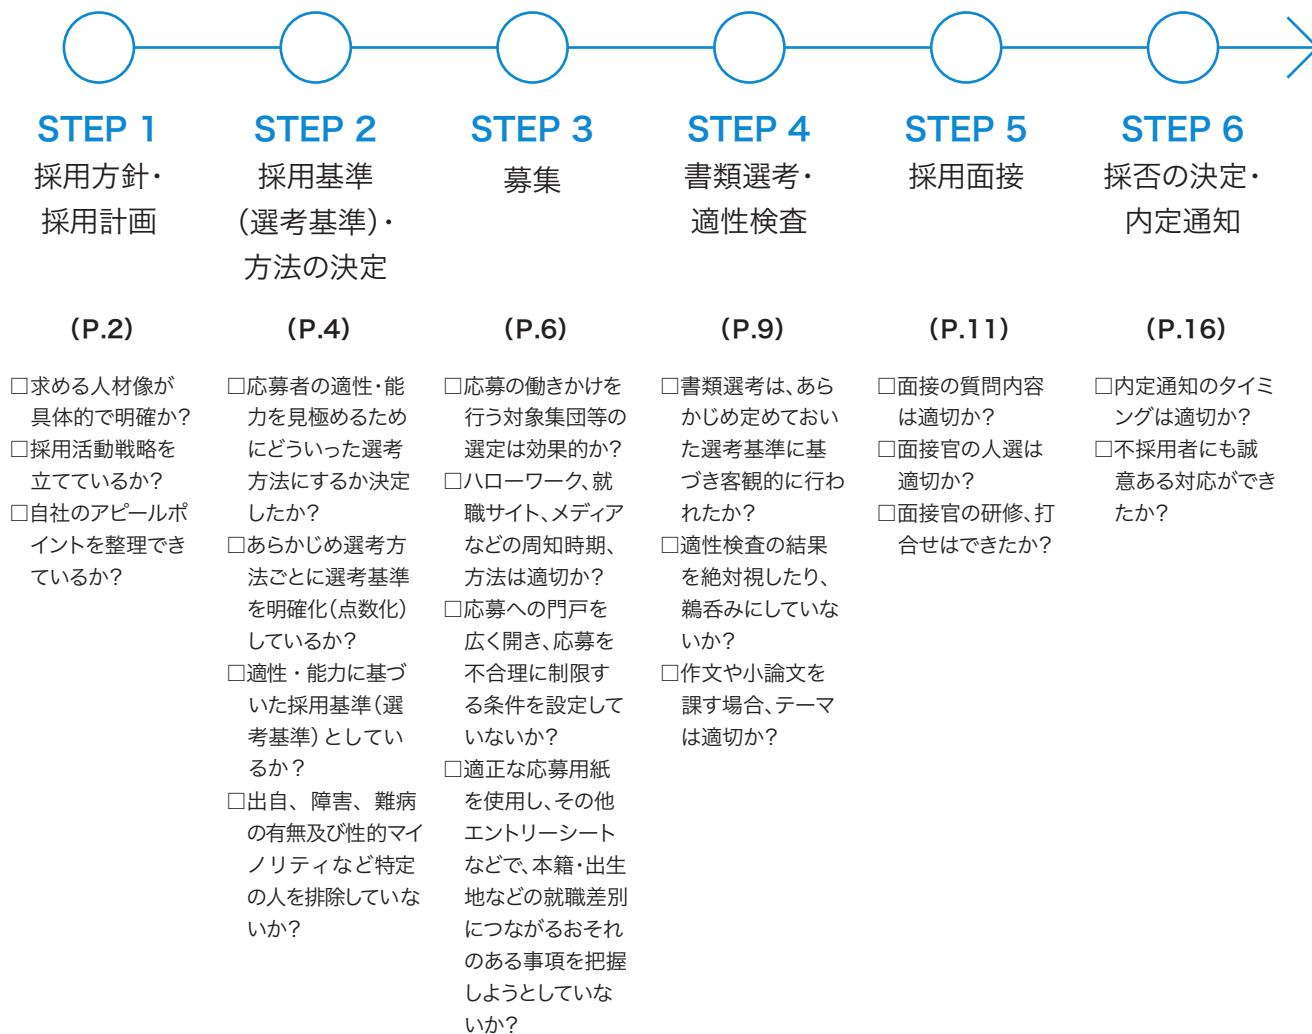 STEP 1
採用方針・
採用計画
(P.2)
□求める人材像が
具体的で明確か？
□採用活動戦略を
立てているか？
□自社のアピールポ
イントを整理でき
ているか？
STEP 2
採用基準
（選考基準）・
方法の決定
(P.4)
□応募者の適性・能
力を見極めるため
にどういった選考
方法にするか決定
したか？
□あらかじめ選考方
法ごとに選考基準
を明確化（点数化）
しているか？
□適性・能力に基づ
いた採用基準（選
考基準）としてい
るか？
□出自、障害、難病
の有無及び性的マイ
ノリティなど特定
の人を排除していな
いか？
STEP 3
募集
(P.6)
□応募の働きかけを
行う対象集団等の
選定は効果的か？
□ハローワーク、就
職サイト、メディア
などの周知時期、
方法は適切か？
□応募への門戸を
広く開き、応募を
不合理に制限す
る条件を設定して
いないか？
□適正な応募用紙
を使用し、その他
エントリーシート
などで、本籍・出生
地などの就職差別
につながるおそれ
のある事項を把握
しようとしていな
いか？
STEP 4
書類選考・
適性検査
(P.9)
□書類選考は、あら
かじめ定めておい
た選考基準に基
づき客観的に行わ
れたか？
□適性検査の結果
を絶対視したり、
鵜呑みにしていな
いか？
□作文や小論文を
課す場合、テーマ
は適切か？
STEP 5
採用面接
(P.11)
□面接の質問内容
は適切か？
□面接官の人選は
適切か？
□面接官の研修、打
合せはできたか？
STEP 6
採否の決定・
内定通知
(P.16)
□内定通知のタイミ
ングは適切か？
□不採用者にも誠
意ある対応ができ
たか？